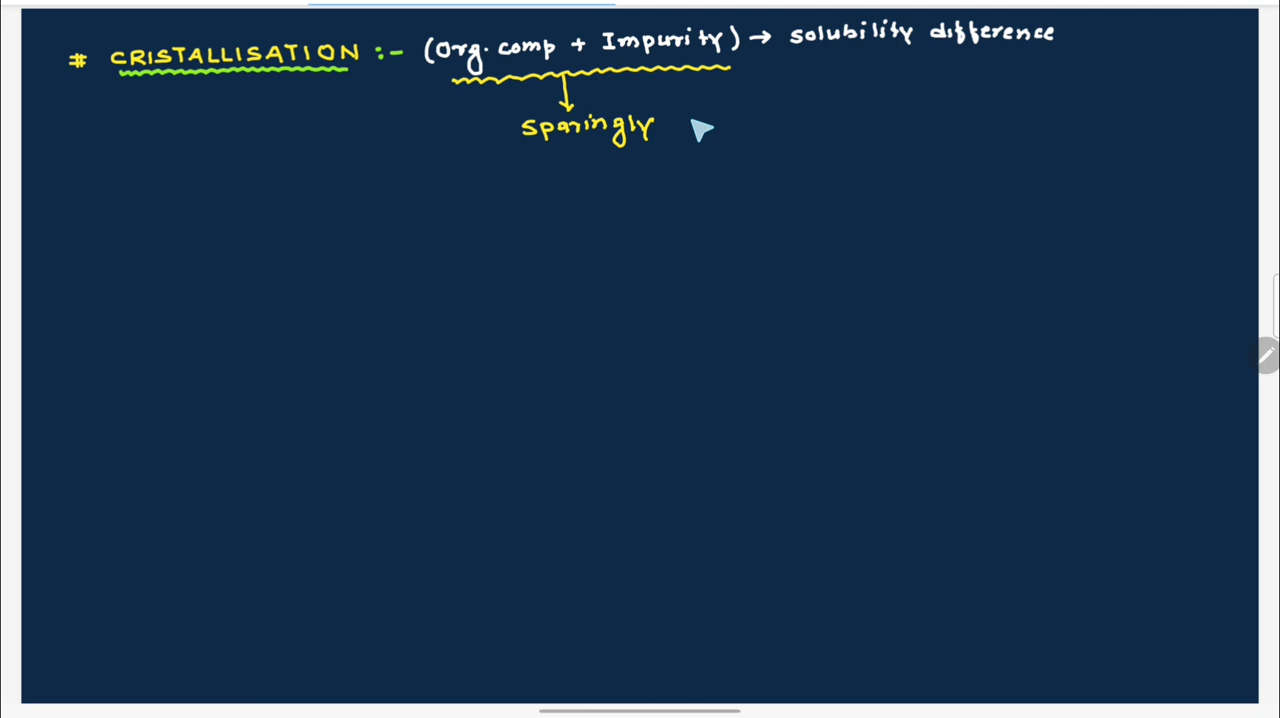 # CRISTALLISATION :- (Org. comp + Impurity) → solubility difference
sparingly